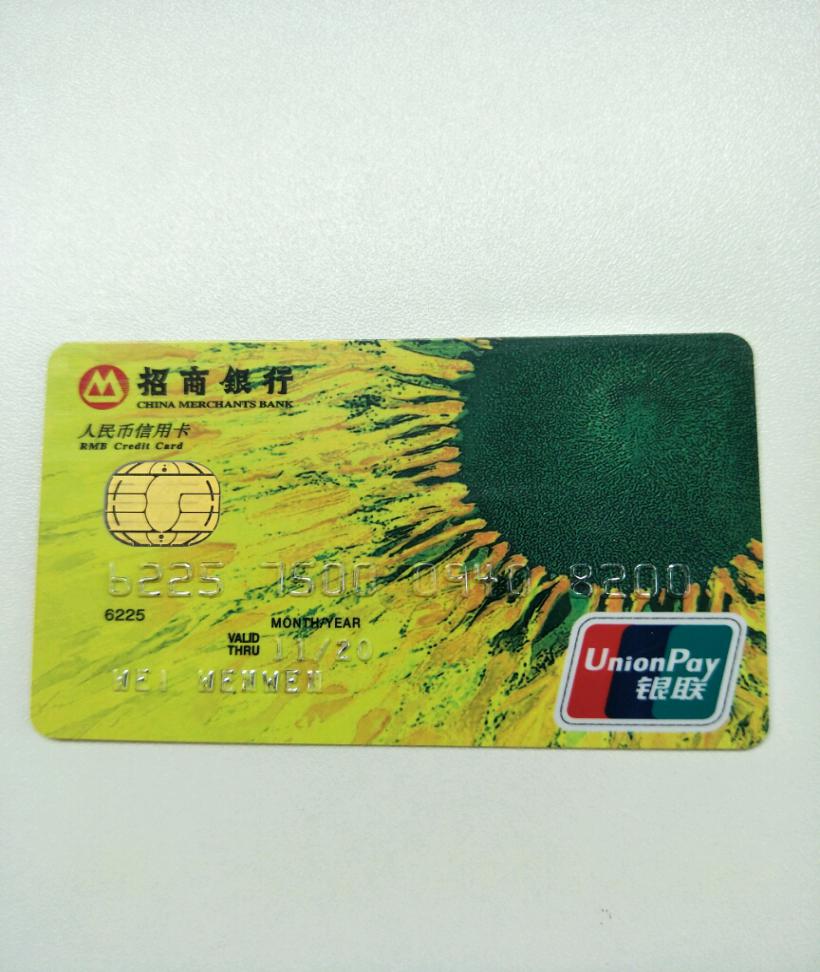 招商銀行
CHINA MERCHANTS BANK
人民币信用卡
RMB Credit Card
6225 7500 0940 8200
6225
MONTH/YEAR
VALID THRU 11/20
WEI WENWEN
UnionPay
银联